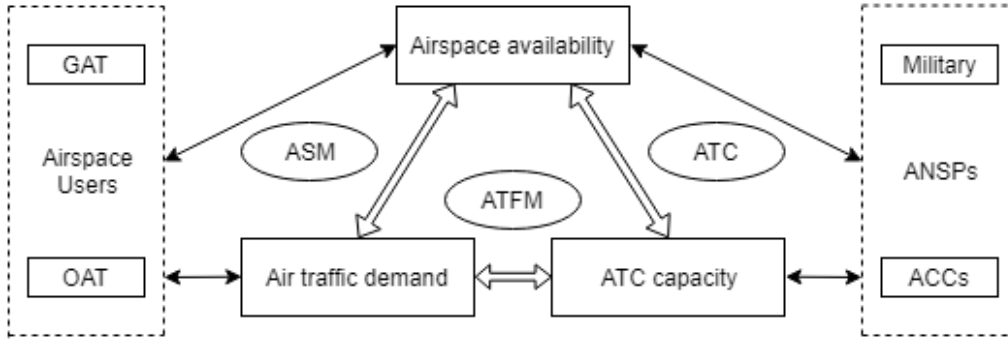 GAT
Airspace
Users
OAT
Airspace availability
ASM
ATC
ATFM
Air traffic demand
ATC capacity
Military
ANSPs
ACCs